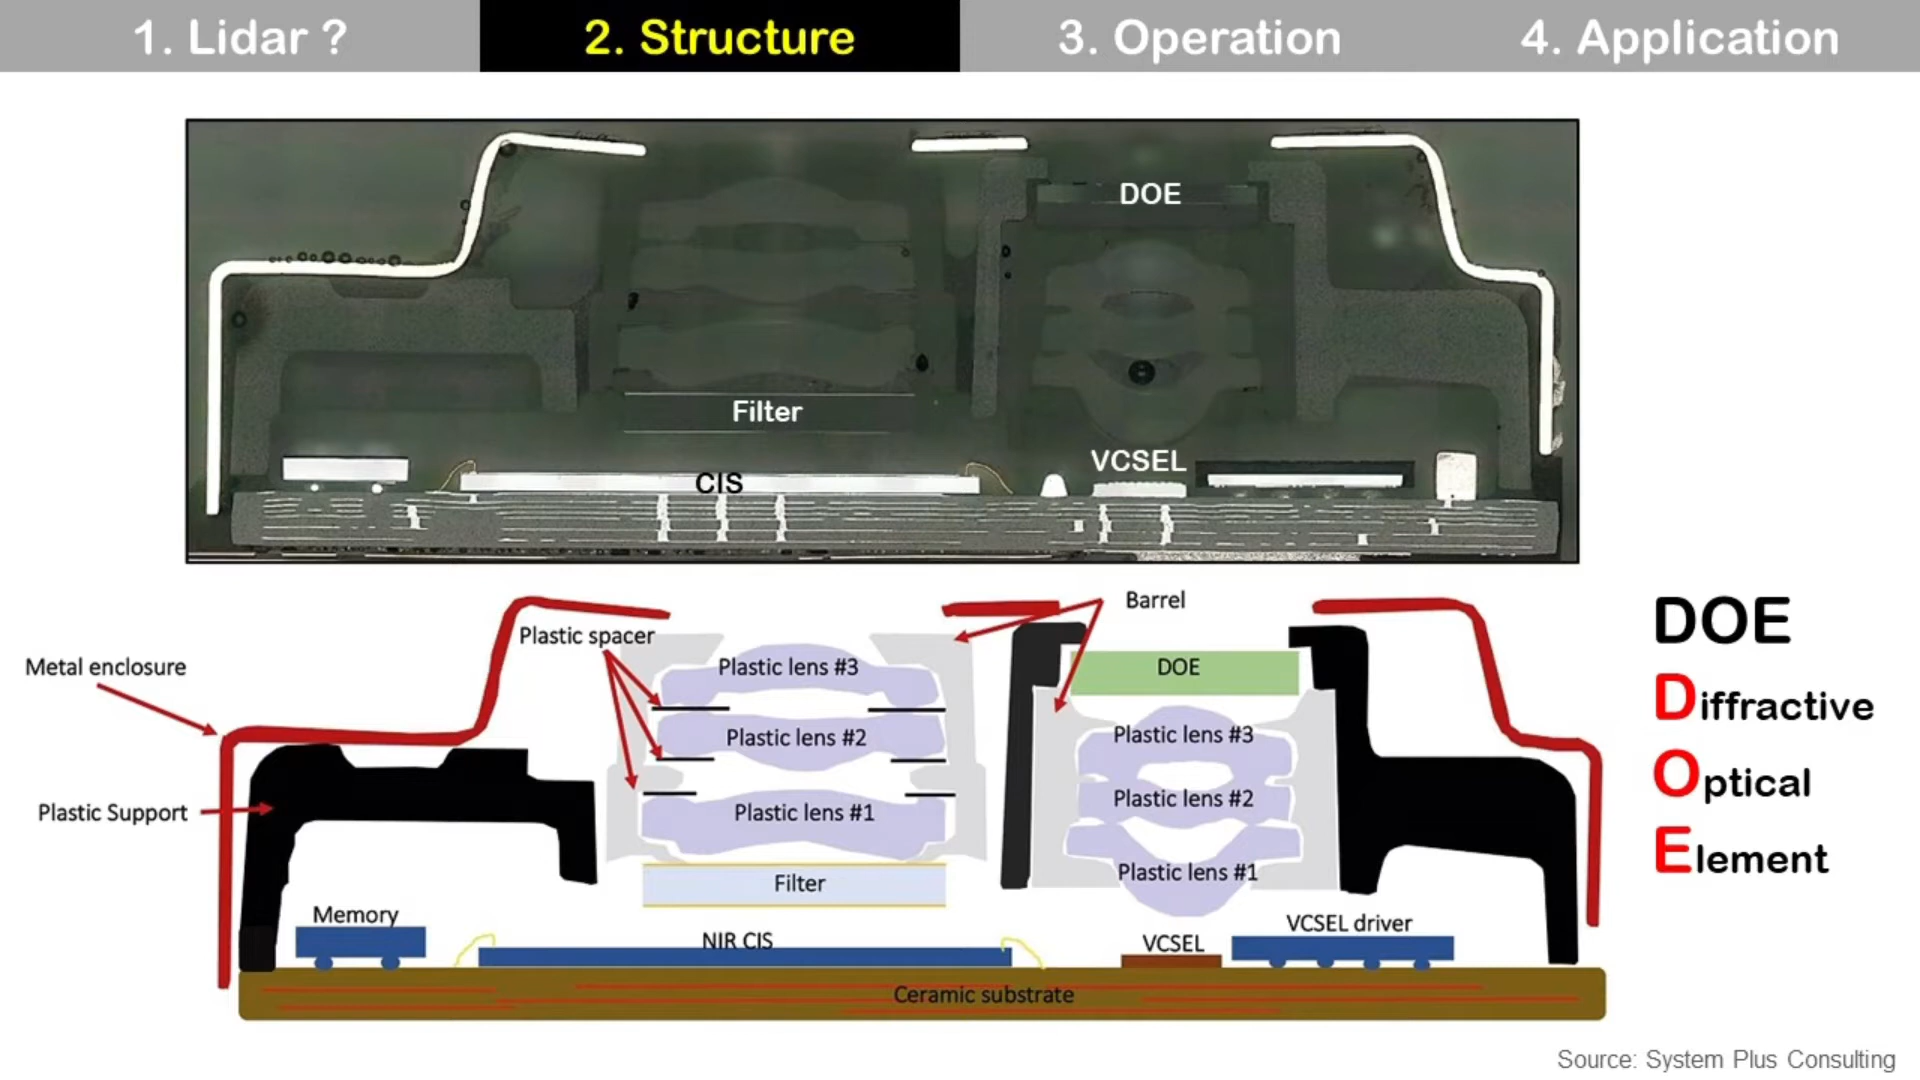 1. Lidar ?
2. Structure
3. Operation
4. Application
DOE
Filter
VCSEL
CIS
Barrel
Plastic spacer
Metal enclosure
Plastic lens #3
DOE
Plastic lens #2
Plastic lens #3
Plastic Support
Plastic lens #1
Plastic lens #2
Filter
Plastic lens #1
Memory
NIR CIS
VCSEL
VCSEL driver
Ceramic substrate
DOE
Diffractive
Optical
Element
Source: System Plus Consulting